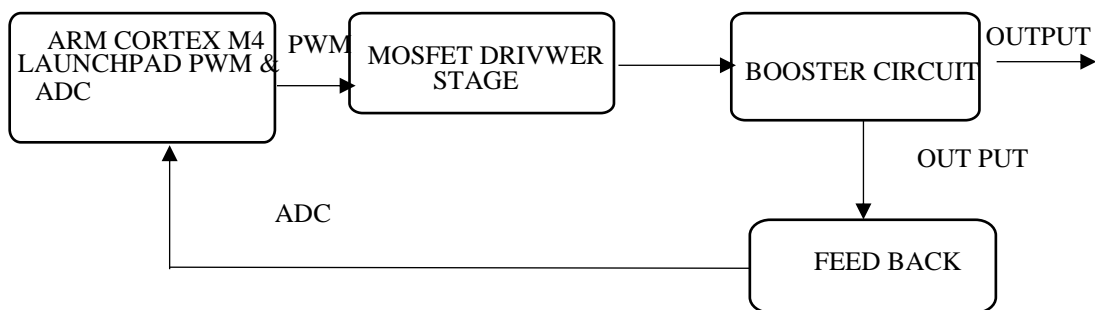 ARM CORTEX M4
LAUNCHPAD PWM &
ADC
PWM
MOSFET DRIVWER
STAGE
BOOSTER CIRCUIT
OUTPUT
OUT PUT
ADC
FEED BACK